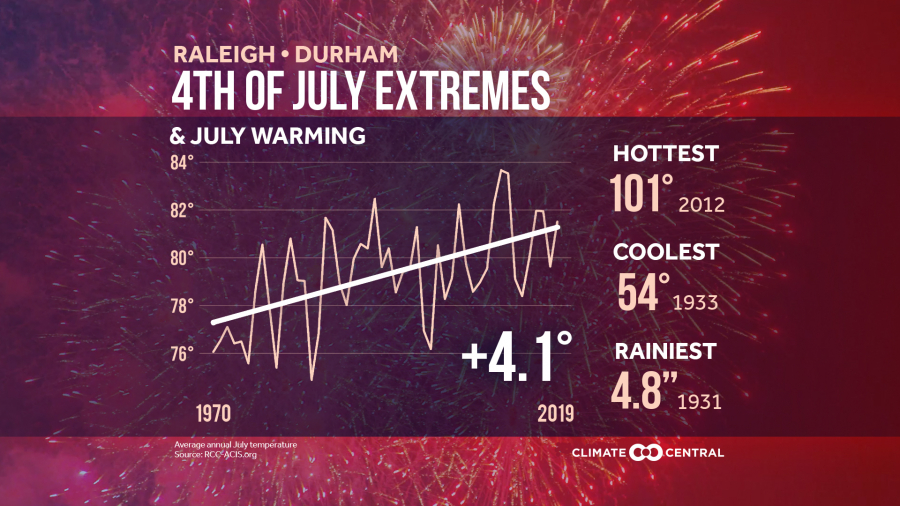 RALEIGH • DURHAM
4TH OF JULY EXTREMES
& JULY WARMING
84°
82°
80°
78°
76°
1970
2019
+4.1°
HOTTEST
101° 2012
COOLEST
54° 1933
RAINIEST
4.8” 1931
Average annual July temperature
Source: RCC-ACIS.org
CLIMATE CENTRAL